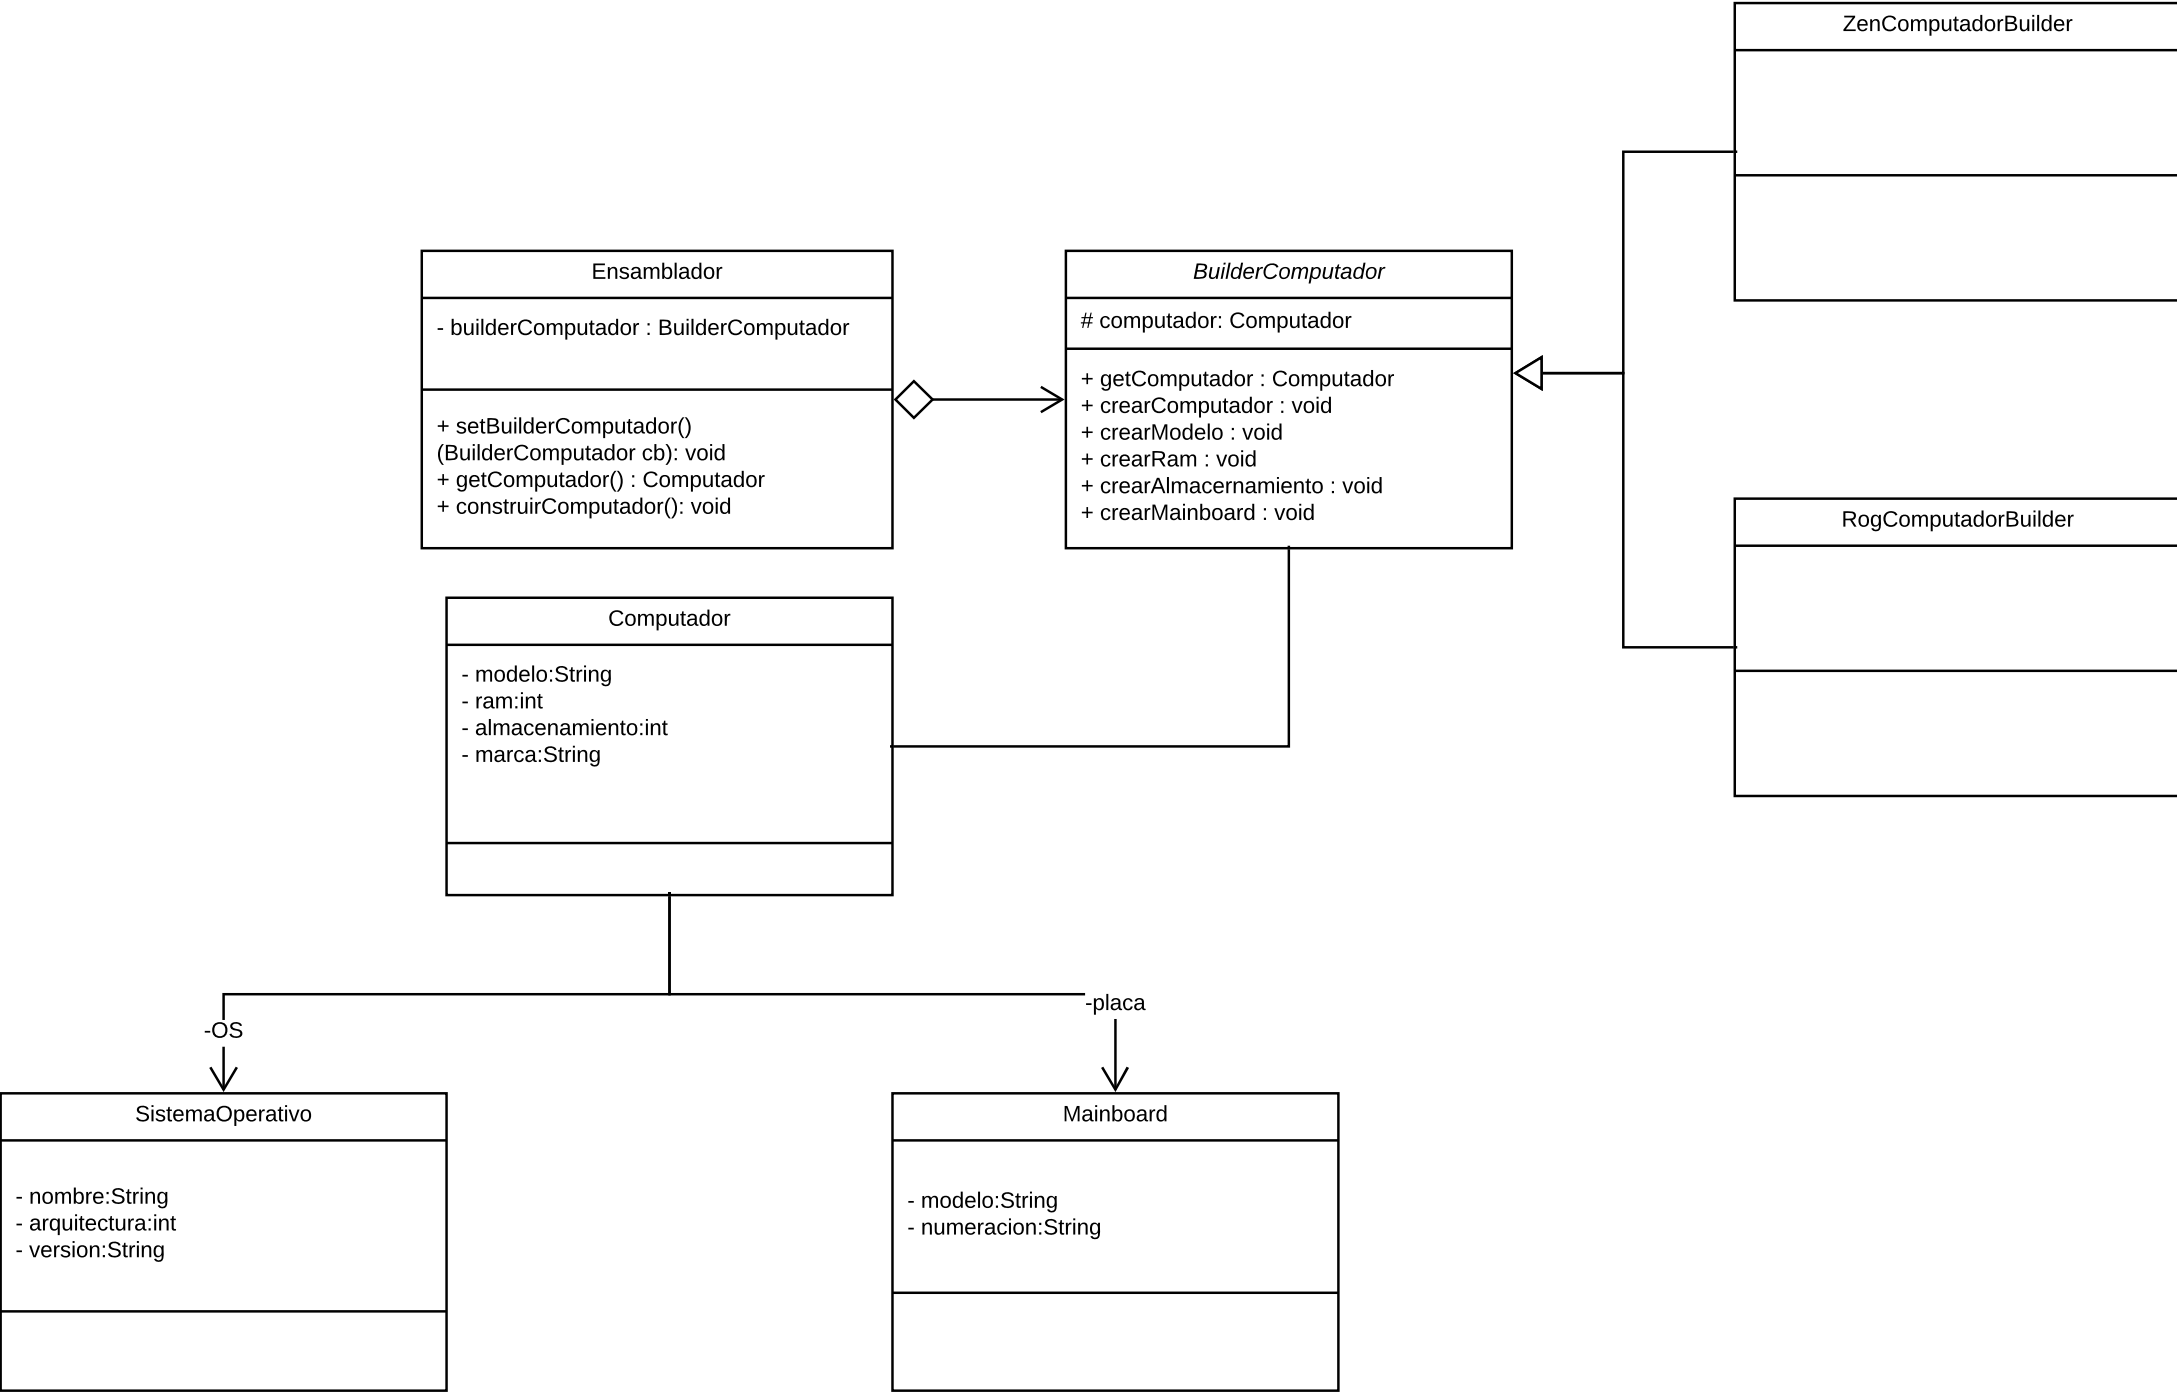 ZenComputadorBuilder
Ensamblador
- builderComputador : BuilderComputador
+ setBuilderComputador()
(BuilderComputador cb): void
+ getComputador() : Computador
+ construirComputador(): void
BuilderComputador
# computador: Computador
+ getComputador : Computador
+ crearComputador : void
+ crearModelo : void
+ crearRam : void
+ crearAlmacernamiento : void
+ crearMainboard : void
RogComputadorBuilder
Computador
- modelo:String
- ram:int
- almacenamiento:int
- marca:String
-OS
-placa
SistemaOperativo
- nombre:String
- arquitectura:int
- version:String
Mainboard
- modelo:String
- numeracion:String